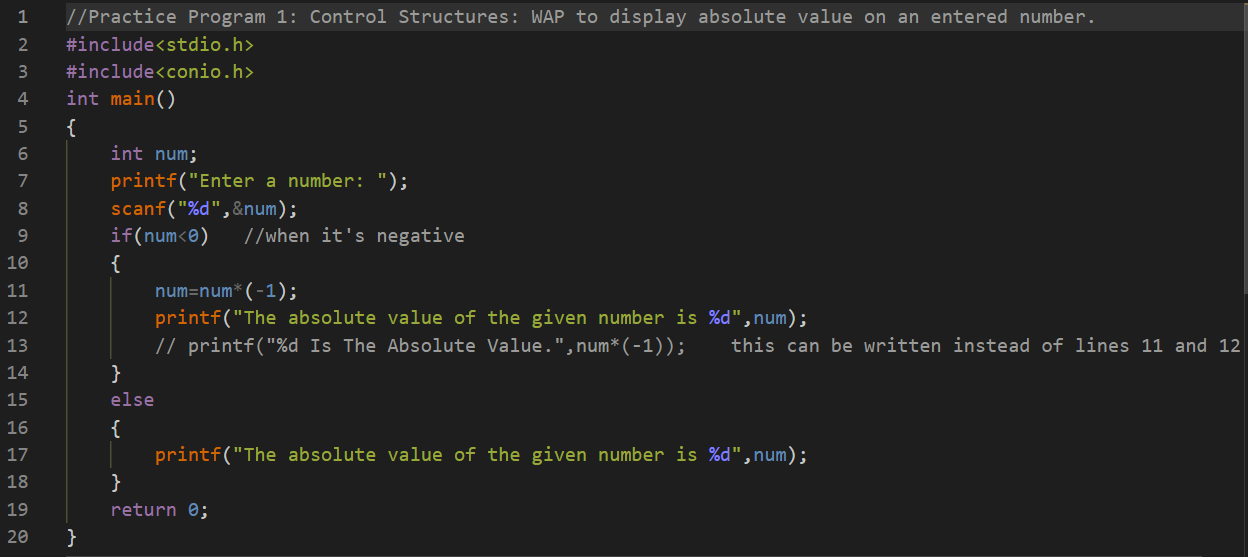 1 //Practice Program 1: Control Structures: WAP to display absolute value on an entered number.
2 #include<stdio.h>
3 #include<conio.h>
4 int main()
5 {
6 int num;
7 printf("Enter a number: ");
8 scanf("%d",&num);
9 if(num<0) //when it's negative
10 {
11 num=num*(-1);
12 printf("The absolute value of the given number is %d",num);
13 // printf("%d Is The Absolute Value.",num*(-1)); this can be written instead of lines 11 and 12
14 }
15 else
16 {
17 printf("The absolute value of the given number is %d",num);
18 }
19 return 0;
20 }